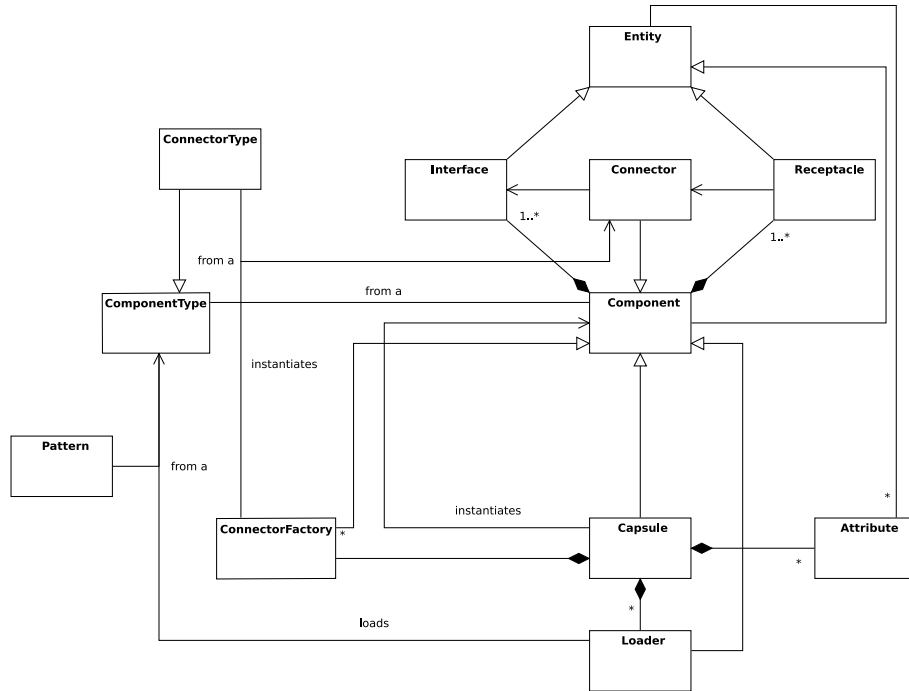 Entity
ConnectorType
Interface
Connector
Receptacle
1..*
1..*
from a
from a
ComponentType
Component
instantiates
Pattern
from a
*
instantiates
ConnectorFactory
*
Capsule
Attribute
*
*
loads
Loader